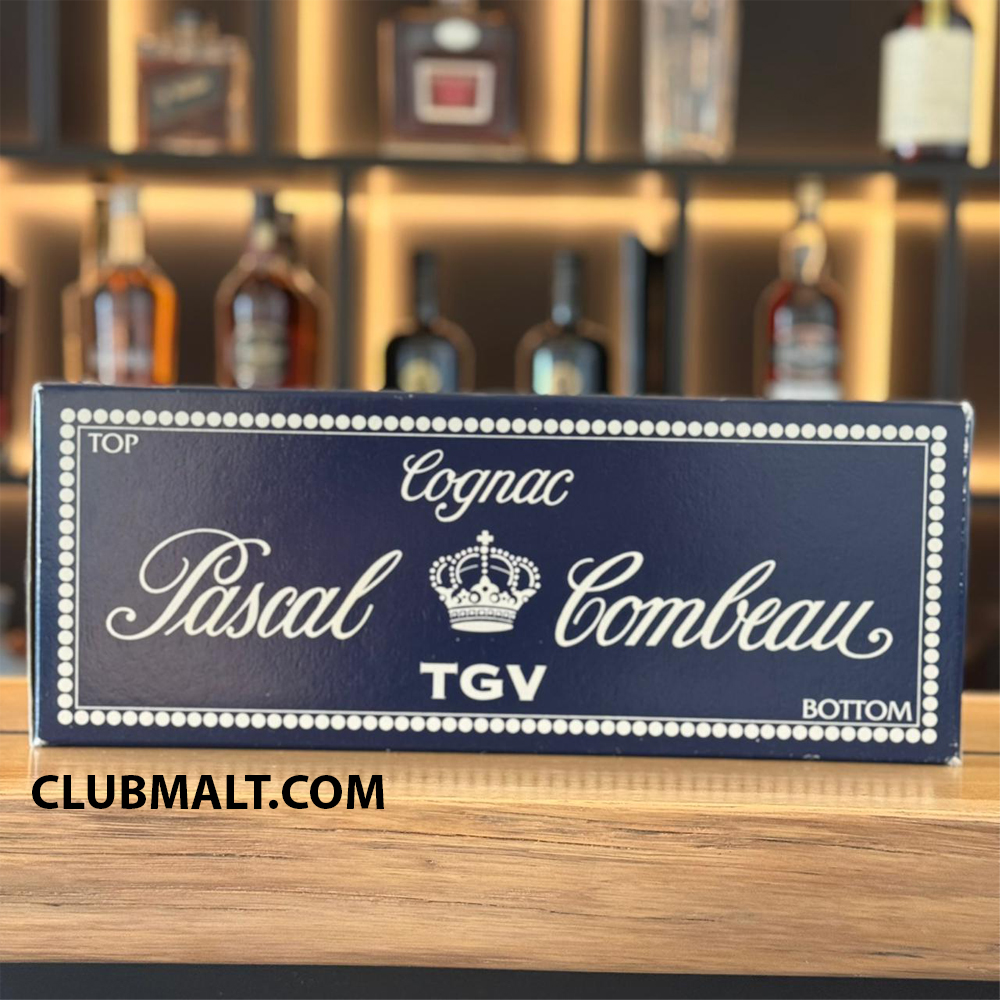 TOP
Cognac
Pascal Combeau
TGV
BOTTOM
CLUBMALT.COM